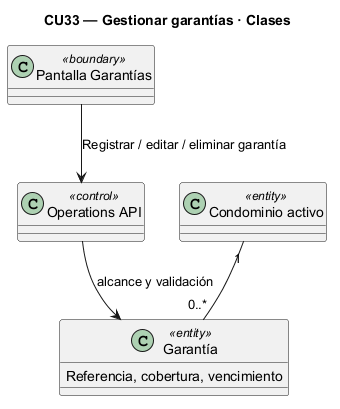 CU33 — Gestionar garantías · Clases
C «boundary»
Pantalla Garantías
Registrar / editar / eliminar garantía
C «control»
Operations API
C «entity»
Condominio activo
1
alcance y validación
0..*
C «entity»
Garantía
Referencia, cobertura, vencimiento